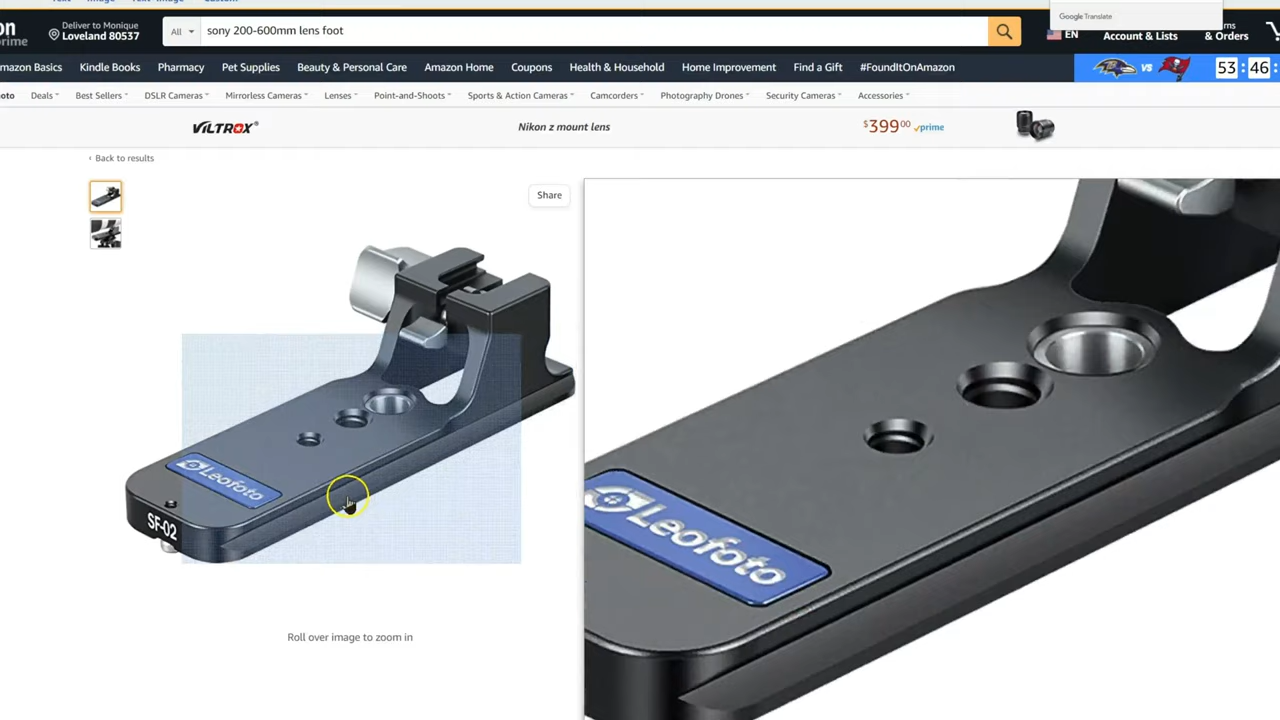 Deliver to Monique
Loveland 80537
All
sony 200-600mm lens foot
Google Translate
EN
Account & Lists
& Orders
prime
Basics
Kindle Books
Pharmacy
Pet Supplies
Beauty & Personal Care
Amazon Home
Coupons
Health & Household
Home Improvement
Find a Gift
#FoundItOnAmazon
VS
53:46:
Deals
Best Sellers
DSLR Cameras
Mirrorless Cameras
Lenses
Point-and-Shoots
Sports & Action Cameras
Camcorders
Photography Drones
Security Cameras
Accessories
VILTROX
Nikon z mount lens
$399.00 prime
‹ Back to results
Share
Leofoto
SF-02
Leofoto
Roll over image to zoom in